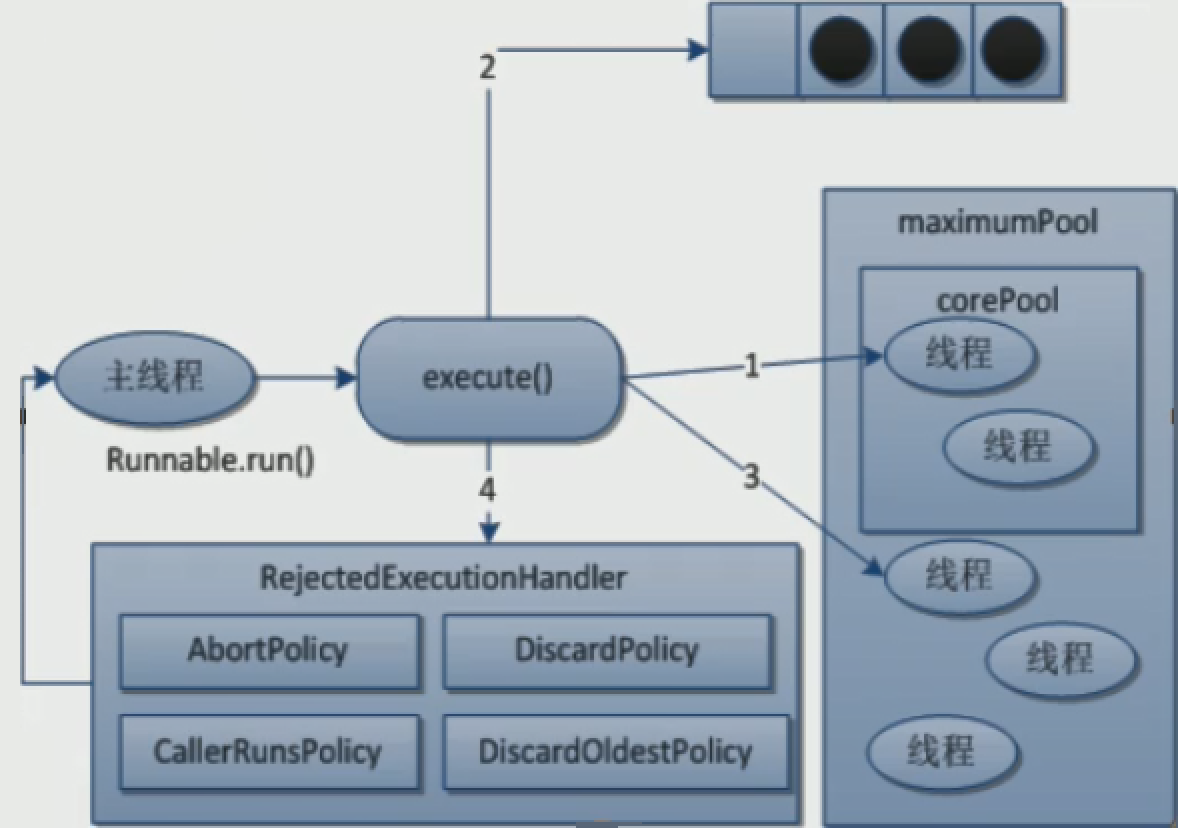 2
maximumPool
corePool
线程
1
主线程
execute()
线程
Runnable.run()
3
4
线程
RejectedExecutionHandler
AbortPolicy
DiscardPolicy
线程
CallerRunsPolicy
DiscardOldestPolicy
线程